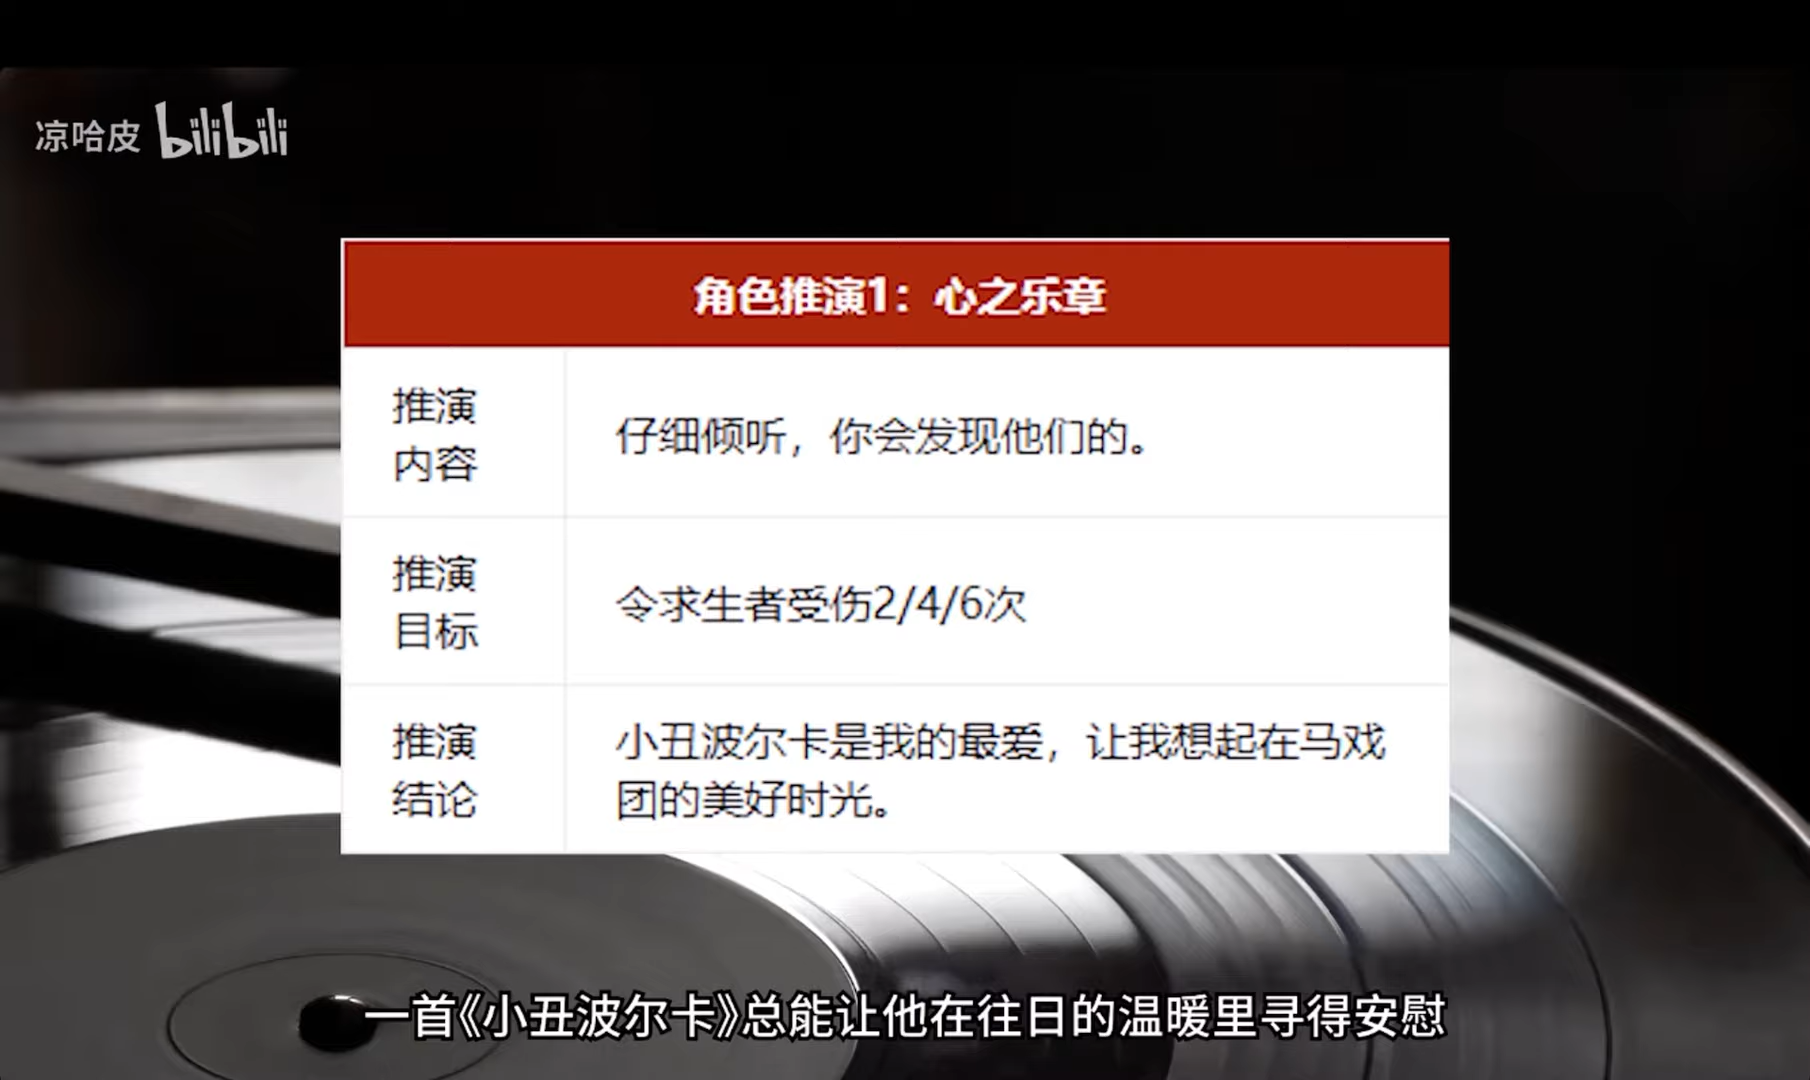 凉哈皮 bilibili
角色推演1：心之乐章
推演
内容
仔细倾听，你会发现他们的。
推演
目标
令求生者受伤2/4/6次
推演
结论
小丑波尔卡是我的最爱，让我想起在马戏
团的美好时光。
一首《小丑波尔卡》总能让他在往日的温暖里寻得安慰